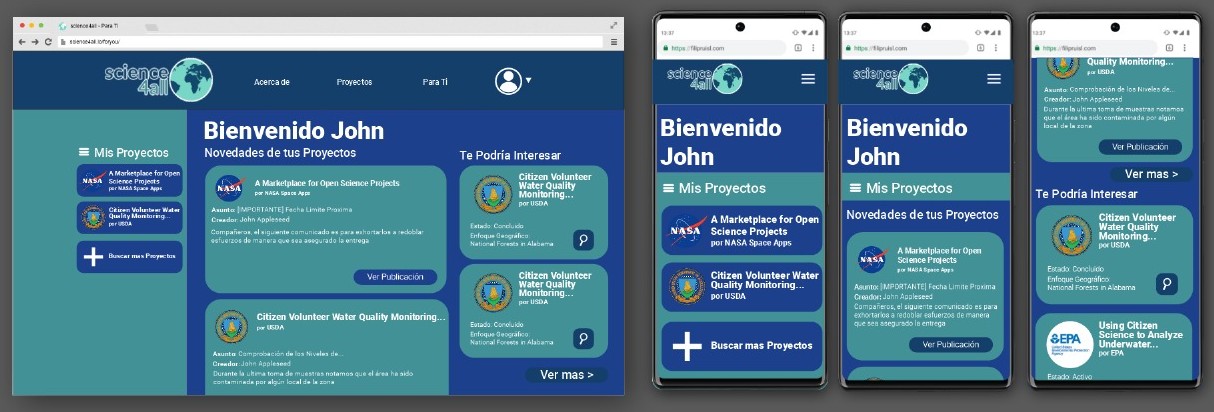 science4all - Para Ti
science4all.lo/foryou/
science
4all
Acerca de
Proyectos
Para Ti
Mis Proyectos
A Marketplace for Open
Science Projects
por NASA Space Apps
Citizen Volunteer Water
Quality Monitoring...
por USDA
Buscar mas Proyectos
Bienvenido John
Novedades de tus Proyectos
NASA
A Marketplace for Open Science Projects
por NASA Space Apps
Asunto: [IMPORTANTE] Fecha Limite Proxima
Creador: John Appleseed
Compañeros, el siguiente comunicado es para exhortarlos a redoblar
esfuerzos de manera que sea asegurado la entrega
Ver Publicación
Citizen Volunteer Water Quality Monitoring...
por USDA
Asunto: Comprobación de los Niveles de...
Creador: John Appleseed
Durante la ultima toma de muestras notamos que el área ha sido
contaminada por algún local de la zona
Te Podría Interesar
Citizen Volunteer
Water Quality
Monitoring...
por USDA
Estado: Concluido
Enfoque Geográfico:
National Forests in Alabama
Citizen Volunteer
Water Quality
Monitoring...
por USDA
Estado: Concluido
Enfoque Geográfico:
National Forests in Alabama
Ver mas >
13:37
https://filipruisl.com
science
4all
Bienvenido
John
Mis Proyectos
NASA
A Marketplace for Open
Science Projects
por NASA Space Apps
Citizen Volunteer Water
Quality Monitoring...
por USDA
Buscar mas Proyectos
13:37
https://filipruisl.com
science
4all
Bienvenido
John
Mis Proyectos
Novedades de tus Proyectos
NASA
A Marketplace for Open
Science Projects
por NASA Space Apps
Asunto: [IMPORTANTE] Fecha Limite Proxima
Creador: John Appleseed
Compañeros, el siguiente comunicado es para
exhortarlos a redoblar esfuerzos de manera
que sea asegurado la entrega
Ver Publicación
13:37
https://filipruisl.com
Citizen Volunteer Water
Quality Monitoring...
por USDA
Asunto: Comprobación de los Niveles de...
Creador: John Appleseed
Durante la ultima toma de muestras notamos
que el área ha sido contaminada por algún
local de la zona
Ver Publicación
Ver mas >
Te Podría Interesar
Citizen Volunteer
Water Quality
Monitoring...
por USDA
Estado: Concluido
Enfoque Geográfico:
National Forests in Alabama
EPA
Using Citizen
Science to Analyze
Underwater...
por EPA
Estado: Activo